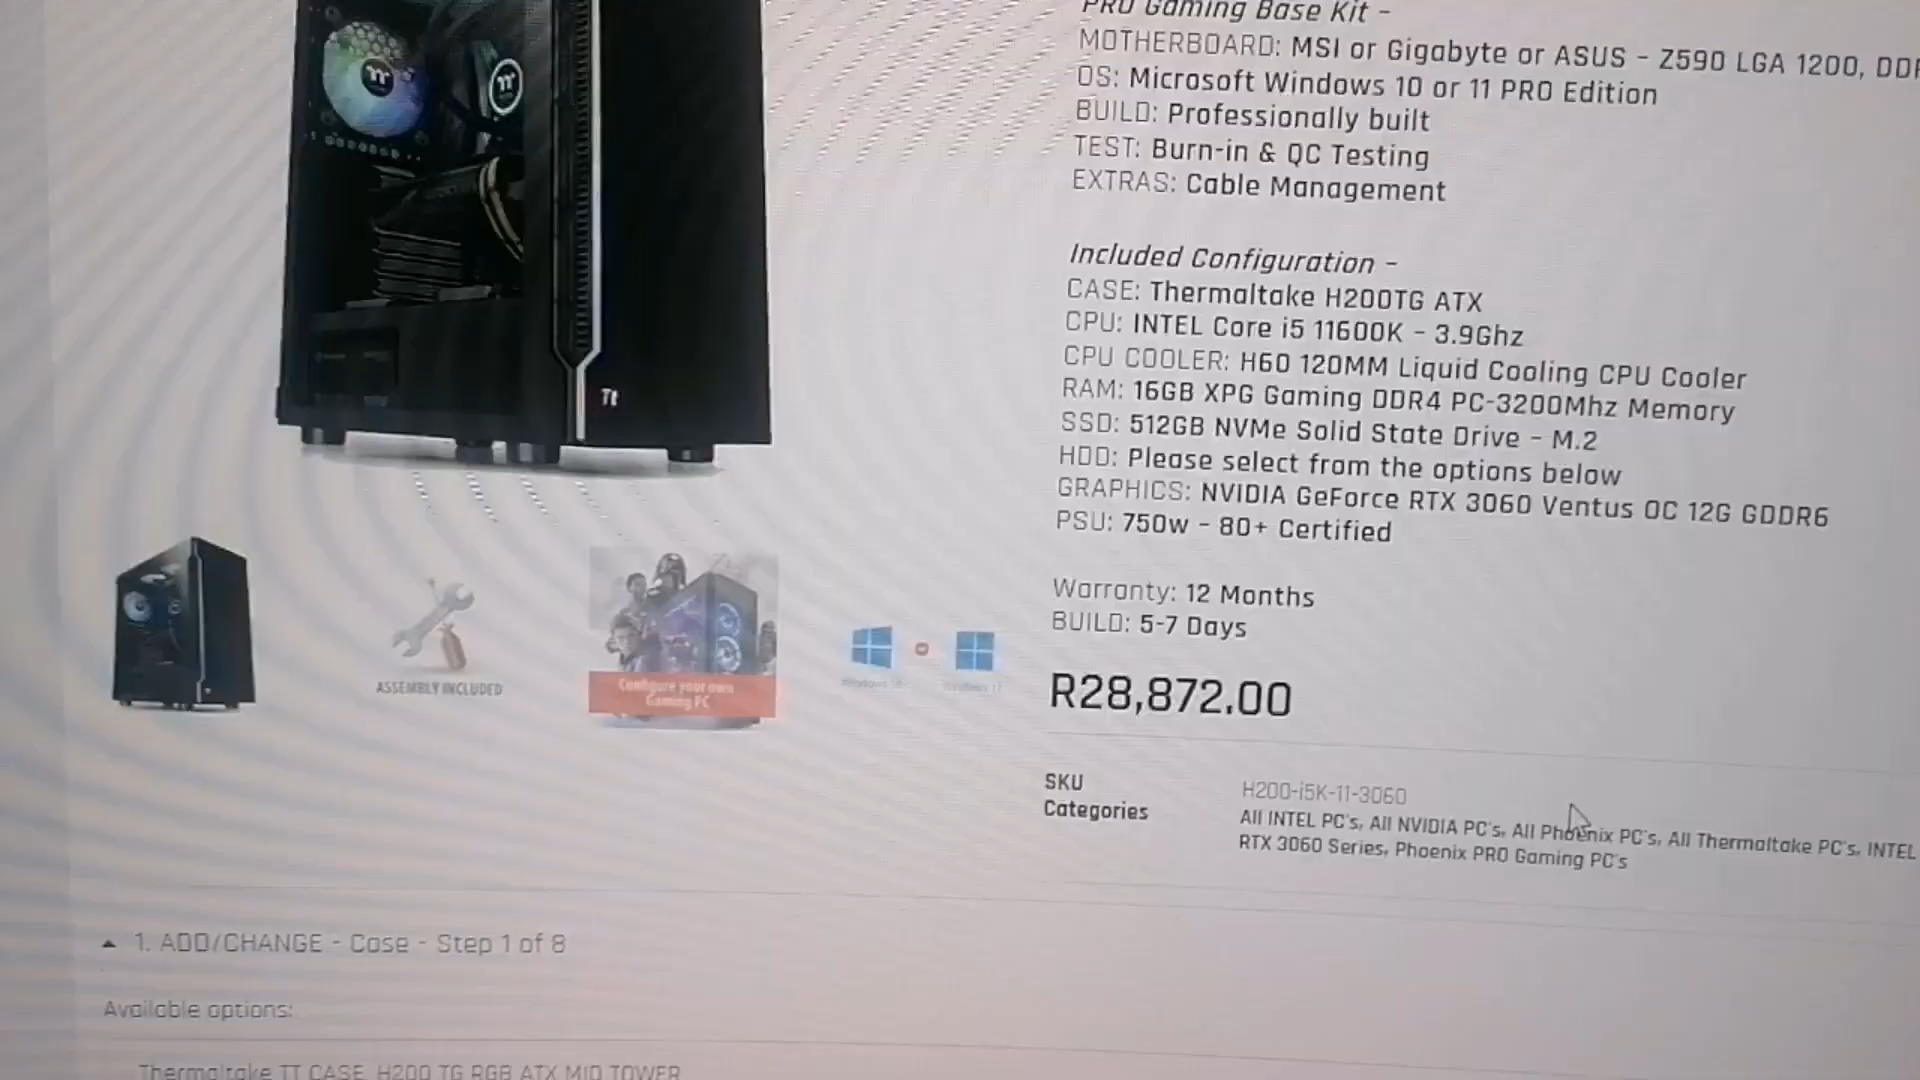 PRO Gaming Base Kit -
MOTHERBOARD: MSI or Gigabyte or ASUS - Z590 LGA 1200, DDR
OS: Microsoft Windows 10 or 11 PRO Edition
BUILD: Professionally built
TEST: Burn-in & QC Testing
EXTRAS: Cable Management
Included Configuration -
CASE: Thermaltake H200TG ATX
CPU: INTEL Core i5 11600K - 3.9Ghz
CPU COOLER: H60 120MM Liquid Cooling CPU Cooler
RAM: 16GB XPG Gaming DDR4 PC-3200Mhz Memory
SSD: 512GB NVMe Solid State Drive - M.2
HDD: Please select from the options below
GRAPHICS: NVIDIA GeForce RTX 3060 Ventus OC 12G GDDR6
PSU: 750w - 80+ Certified
Warranty: 12 Months
BUILD: 5-7 Days
R28,872.00
SKU H200-i5K-11-3060
Categories All INTEL PC's, All NVIDIA PC's, All Phoenix PC's, All Thermaltake PC's, INTEL
RTX 3060 Series, Phoenix PRO Gaming PC's
Tt
ASSEMBLY INCLUDED
Configure your own
Gaming PC
Windows 10 or Windows 11
1. ADD/CHANGE - Case - Step 1 of 8
Available options:
Thermaltake TT CASE, H200 TG RGB ATX MID TOWER